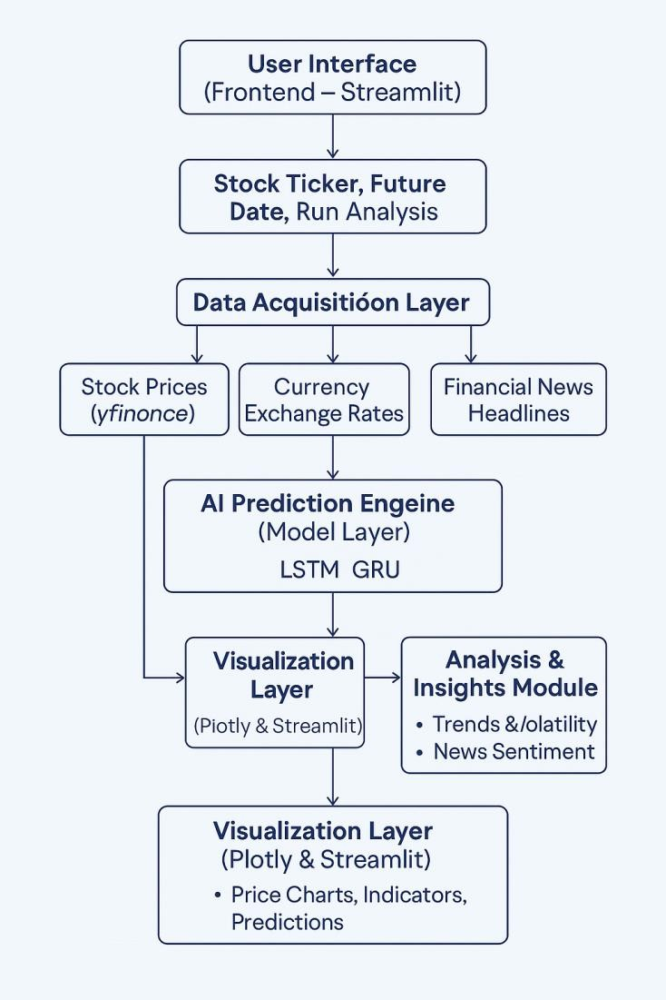 User Interface
(Frontend – Streamlit)
Stock Ticker, Future
Date, Run Analysis
Data Acquisitióon Layer
Stock Prices
(yfinonce)
Currency
Exchange Rates
Financial News
Headlines
AI Prediction Engeine
(Model Layer)
LSTM GRU
Visualization
Layer
(Piotly & Streamlit)
Analysis &
Insights Module
• Trends &/olatility
• News Sentiment
Visualization Layer
(Plotly & Streamlit)
• Price Charts, Indicators,
Predictions